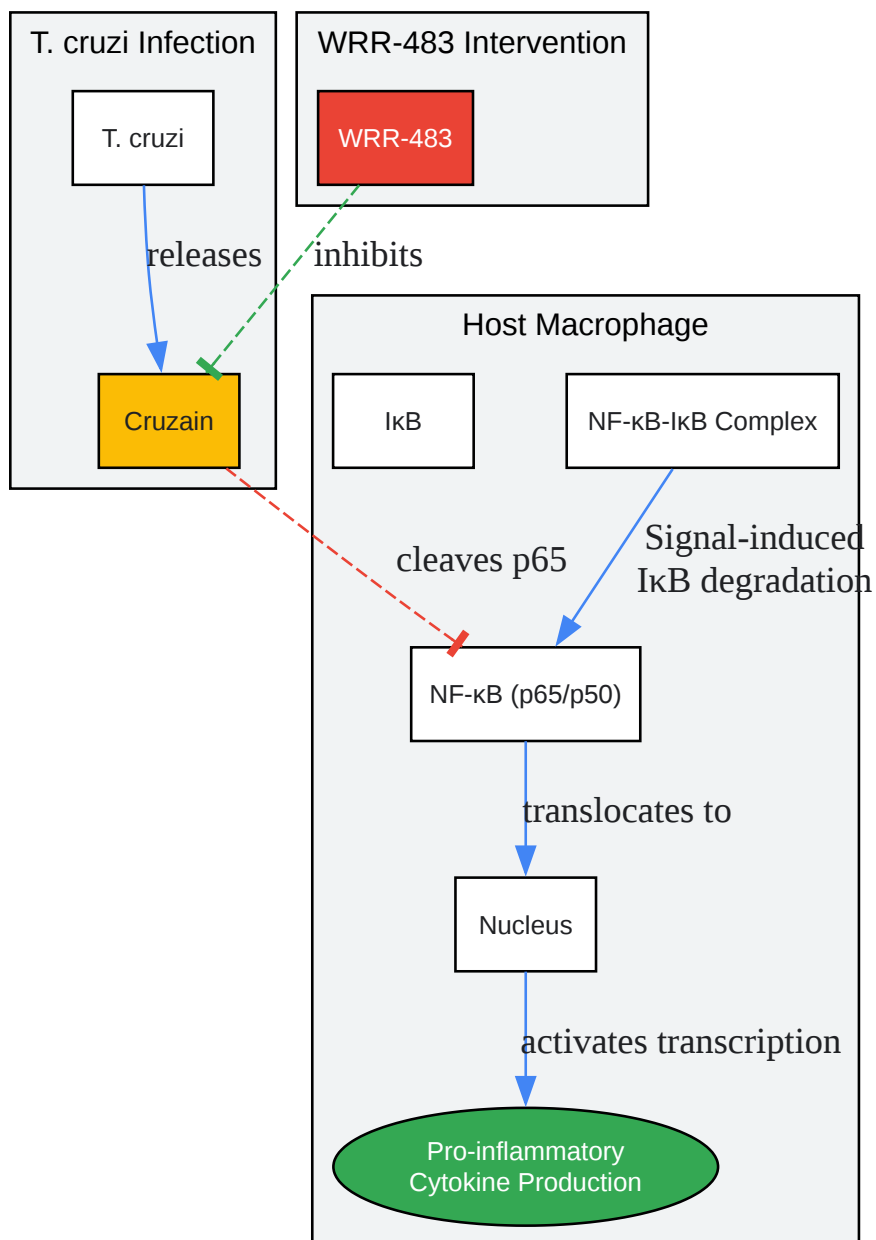 T. cruzi Infection
WRR-483 Intervention
T. cruzi
WRR-483
releases
inhibits
Host Macrophage
Cruzain
IκB
NF-κB-IκB Complex
cleaves p65
Signal-induced
IκB degradation
NF-κB (p65/p50)
translocates to
Nucleus
activates transcription
Pro-inflammatory
Cytokine Production